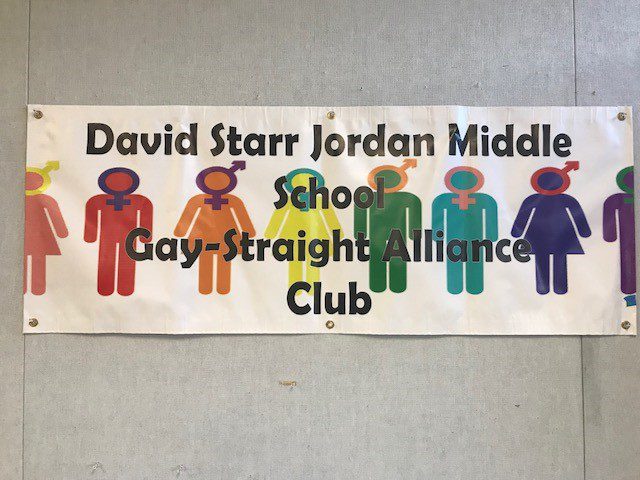 David Starr Jordan Middle
School
Gay-Straight Alliance
Club